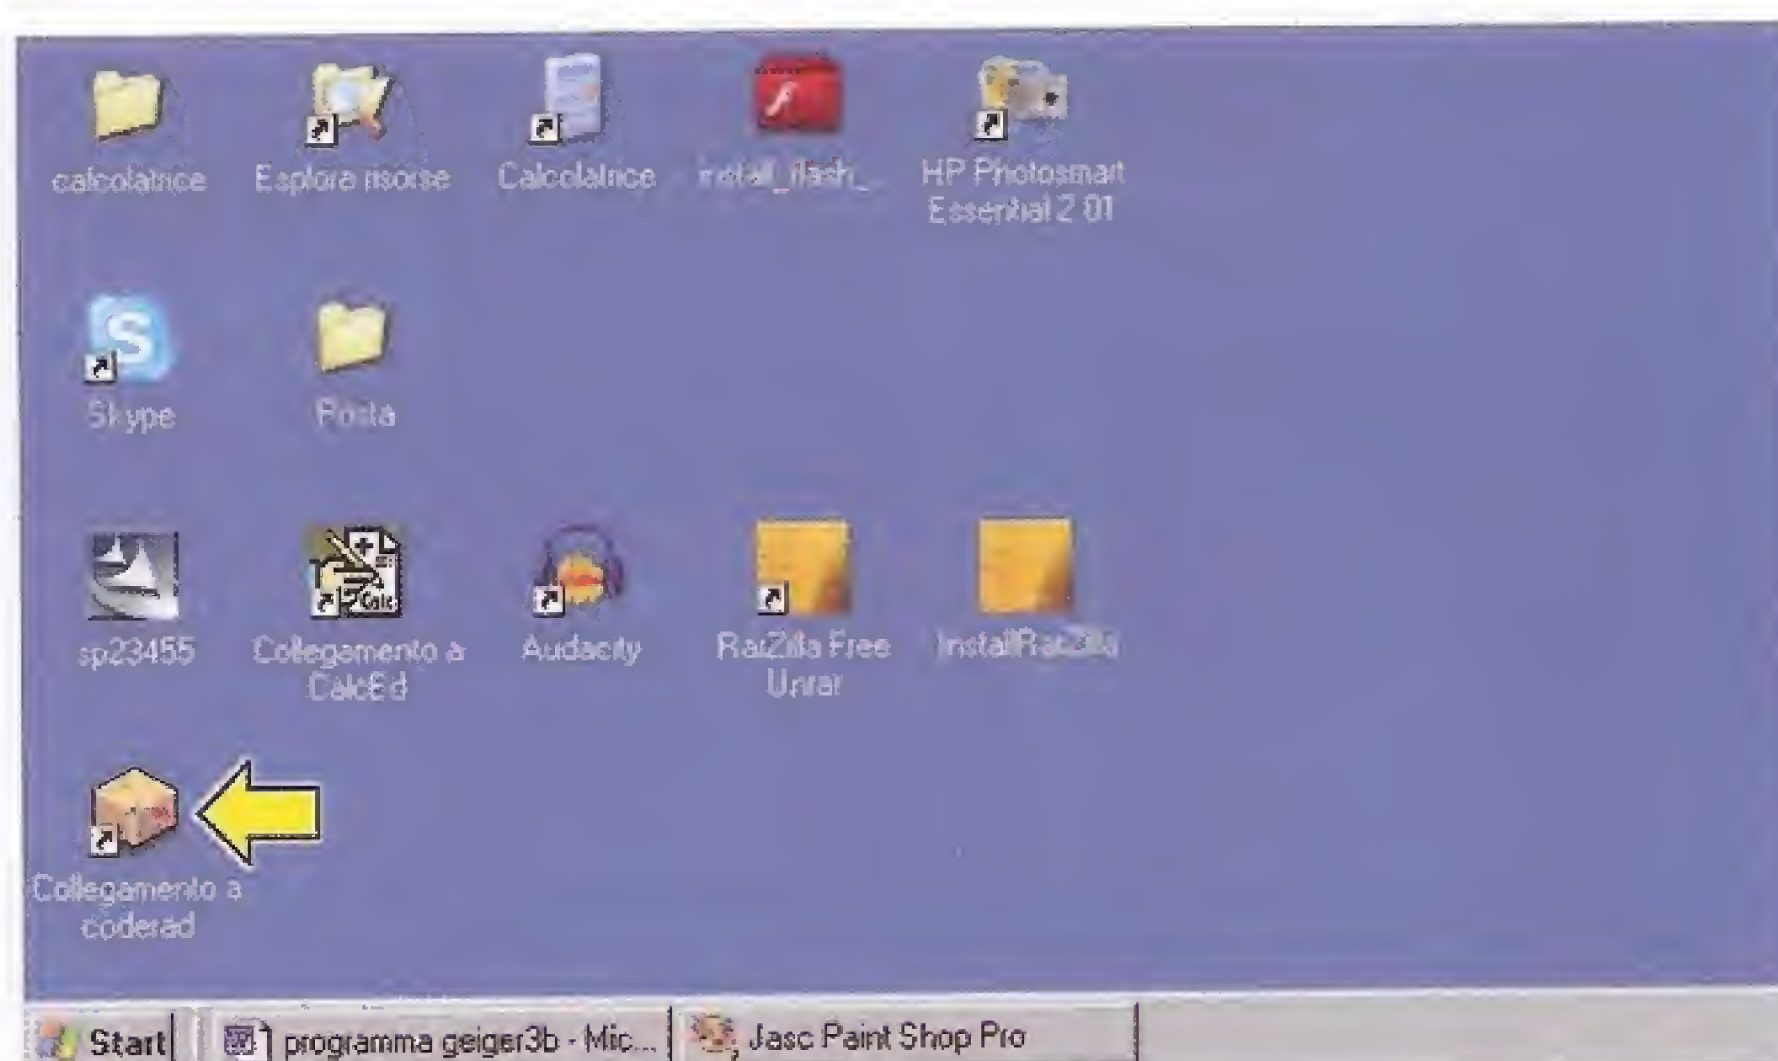 calcolatrice
Esplora risorse
Calcolatrice
install_flash_...
HP Photosmart
Essential 2.01
Skype
Posta
sp23455
Collegamento a
CalcEd
Audacity
RarZilla Free
Unrar
InstallRarZilla
Collegamento a
coderad
Start
programma geiger3b - Mic...
Jasc Paint Shop Pro